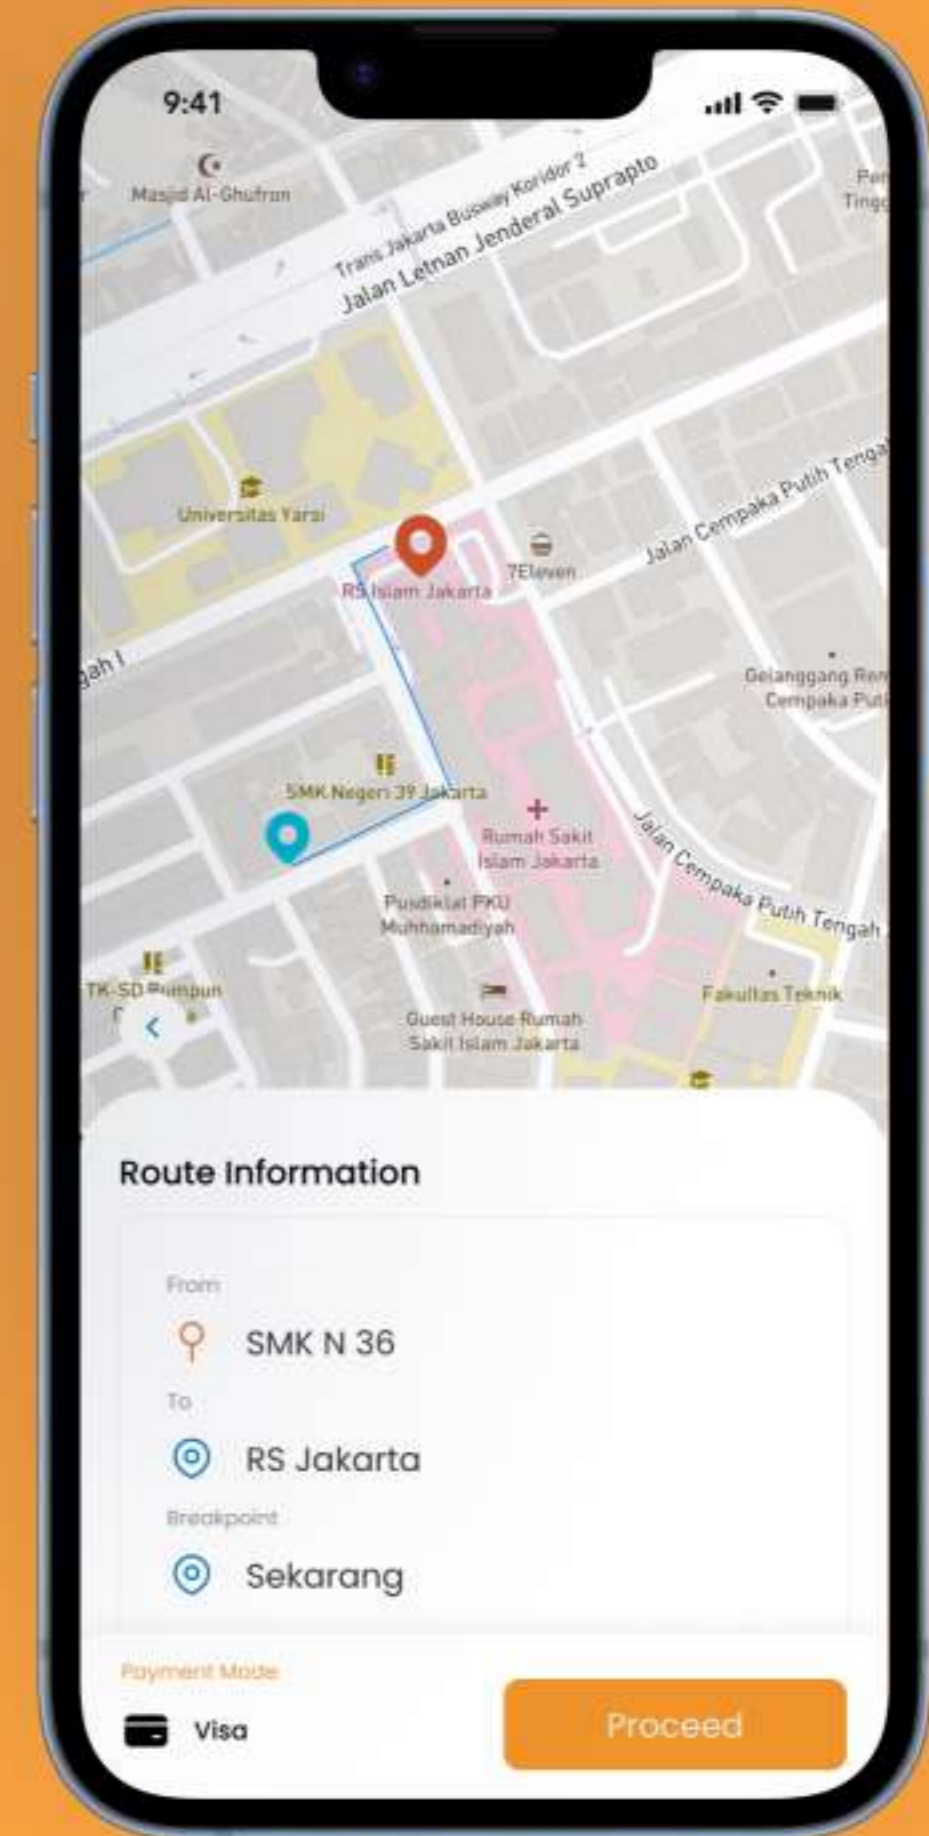 9:41
Masjid Al-Ghufron
Trans Jakarta Busway Koridor 2
Jalan Letnan Jenderal Suprapto
Universitas Yarsi
RS Islam Jakarta
7Eleven
Jalan Cempaka Putih
Gelanggang
Cempaka
SMK Negeri 39 Jakarta
Rumah Sakit
Islam Jakarta
Jalan Cempaka Putih Tengah
Pusdiklat PKU
Muhhamadiyah
TK-SD
Guest House Rumah
Sakit Islam Jakarta
Fakultas Teknik
Route Information
From
SMK N 36
To
RS Jakarta
Breakpoint
Sekarang
Payment Mode
Visa
Proceed